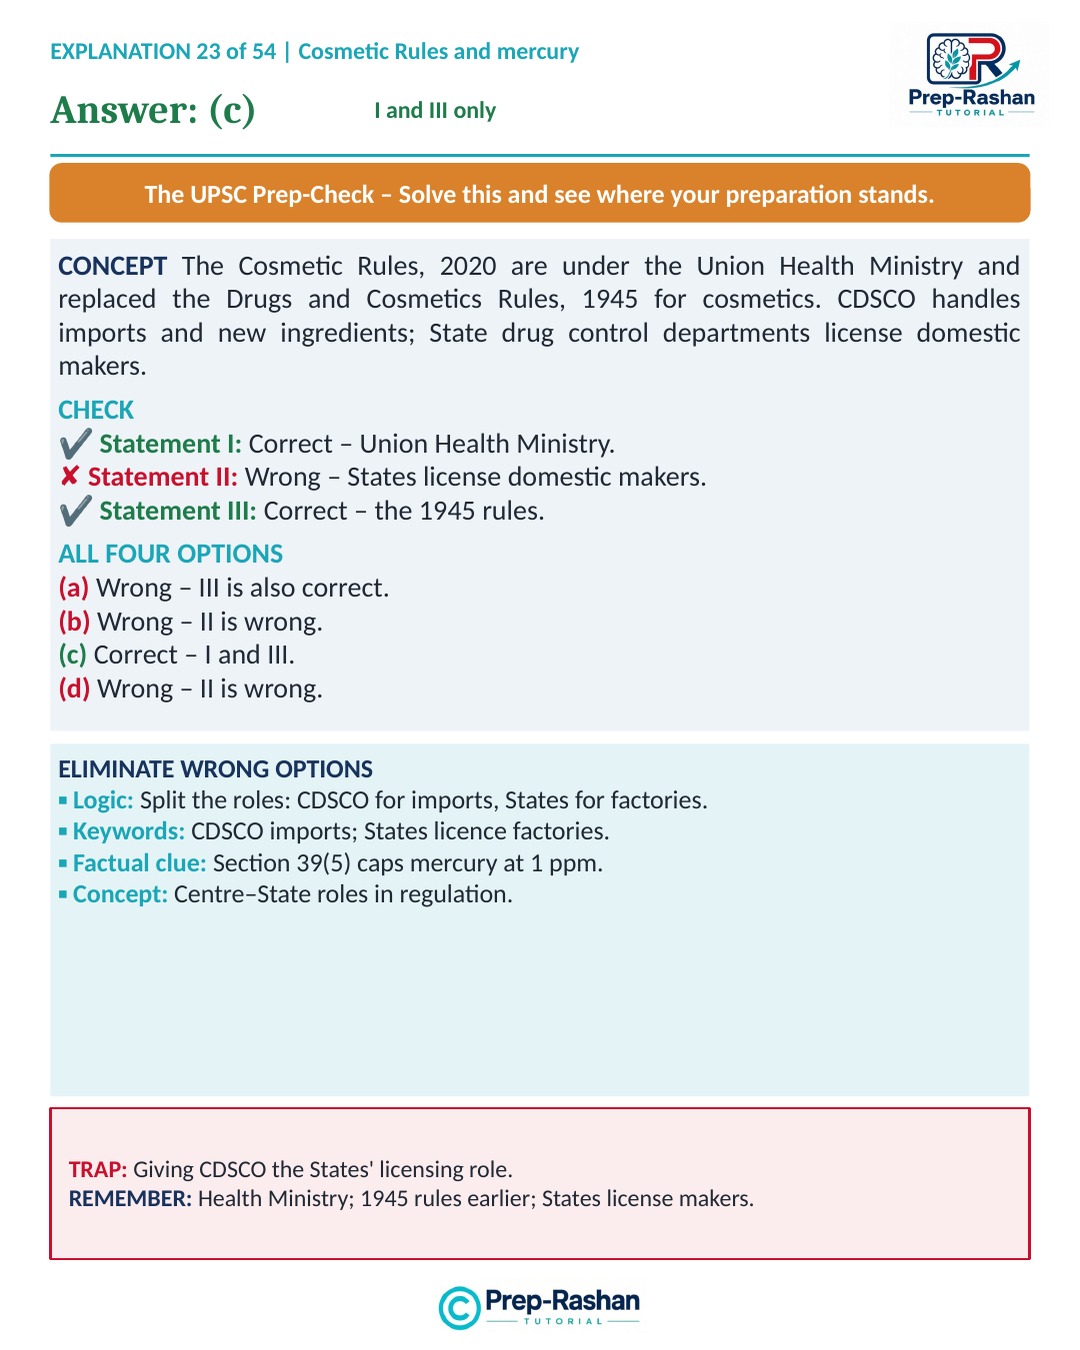 EXPLANATION 23 of 54 | Cosmetic Rules and mercury
Prep-Rashan
TUTORIAL
Answer: (c) I and III only
The UPSC Prep-Check – Solve this and see where your preparation stands.
CONCEPT The Cosmetic Rules, 2020 are under the Union Health Ministry and
replaced the Drugs and Cosmetics Rules, 1945 for cosmetics. CDSCO handles
imports and new ingredients; State drug control departments license domestic
makers.
CHECK
✔ Statement I: Correct – Union Health Ministry.
✘ Statement II: Wrong – States license domestic makers.
✔ Statement III: Correct – the 1945 rules.
ALL FOUR OPTIONS
(a) Wrong – III is also correct.
(b) Wrong – II is wrong.
(c) Correct – I and III.
(d) Wrong – II is wrong.
ELIMINATE WRONG OPTIONS
▪ Logic: Split the roles: CDSCO for imports, States for factories.
▪ Keywords: CDSCO imports; States licence factories.
▪ Factual clue: Section 39(5) caps mercury at 1 ppm.
▪ Concept: Centre–State roles in regulation.
TRAP: Giving CDSCO the States' licensing role.
REMEMBER: Health Ministry; 1945 rules earlier; States license makers.
© Prep-Rashan
TUTORIAL